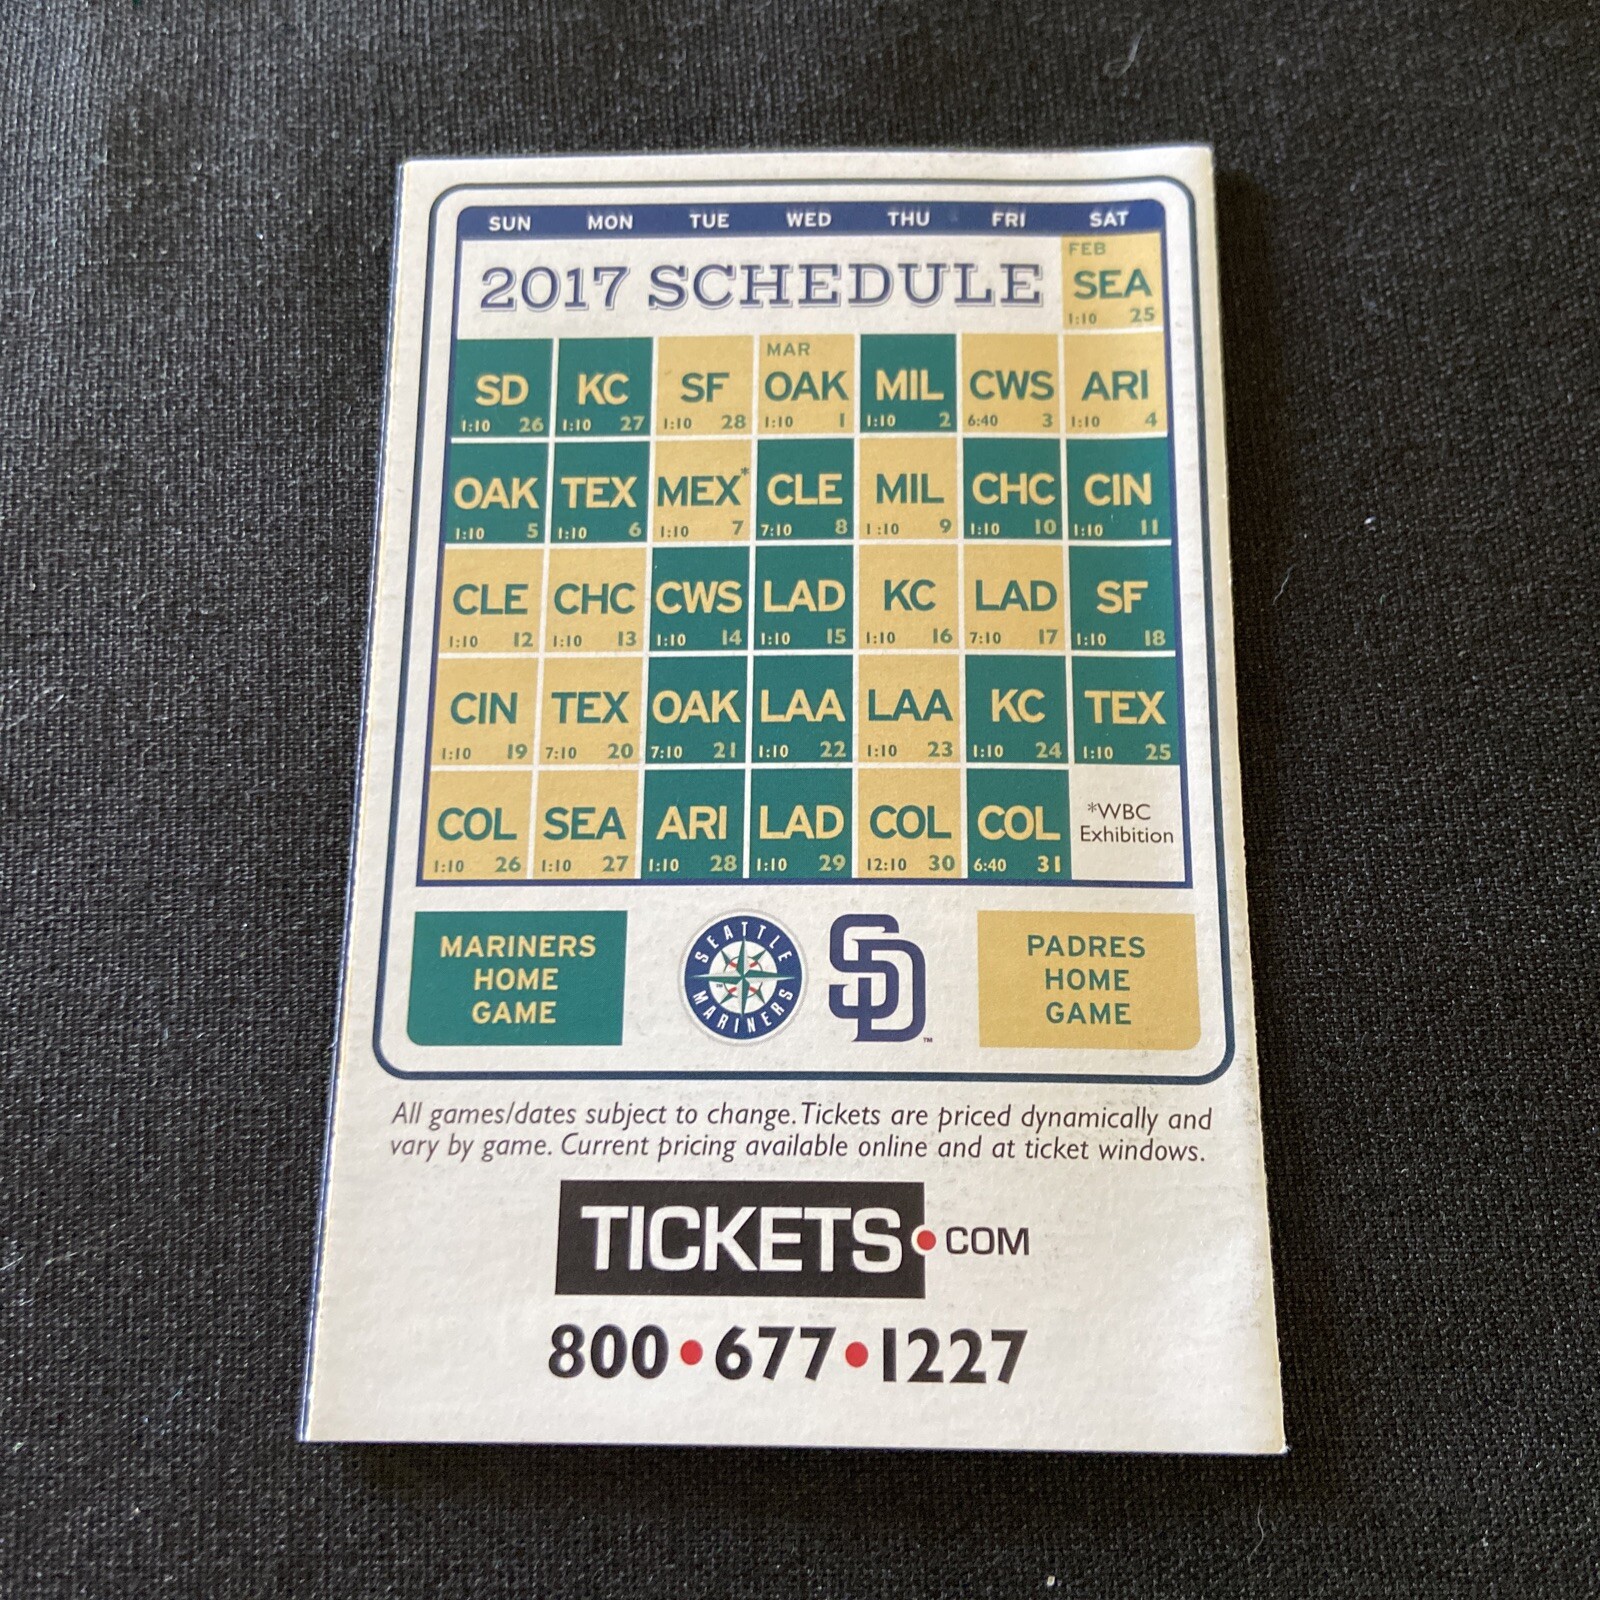 SUN MON TUE WED THU FRI SAT
2017 SCHEDULE
FEB
SEA
1:10 25
MAR
SD KC SF OAK MIL CWS ARI
1:10 26 1:10 27 1:10 28 1:10 1 1:10 2 6:40 3 1:10 4
OAK TEX MEX* CLE MIL CHC CIN
1:10 5 1:10 6 1:10 7 7:10 8 1:10 9 1:10 10 1:10 11
CLE CHC CWS LAD KC LAD SF
1:10 12 1:10 13 1:10 14 1:10 15 1:10 16 7:10 17 1:10 18
CIN TEX OAK LAA LAA KC TEX
1:10 19 7:10 20 7:10 21 1:10 22 1:10 23 1:10 24 1:10 25
COL SEA ARI LAD COL COL
1:10 26 1:10 27 1:10 28 1:10 29 12:10 30 6:40 31
*WBC
Exhibition
MARINERS
HOME
GAME
SEATTLE
MARINERS
™
SD
™
PADRES
HOME
GAME
All games/dates subject to change. Tickets are priced dynamically and
vary by game. Current pricing available online and at ticket windows.
TICKETS.COM
800•677•1227